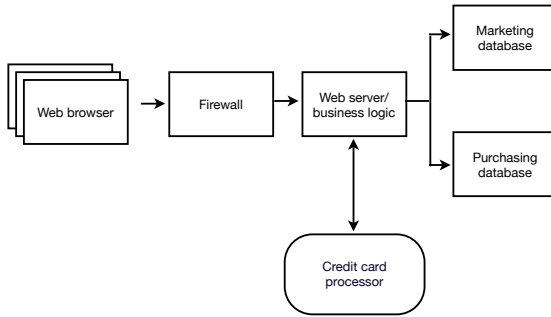 Marketing
database
Web browser
Firewall
Web server/
business logic
Purchasing
database
Credit card
processor